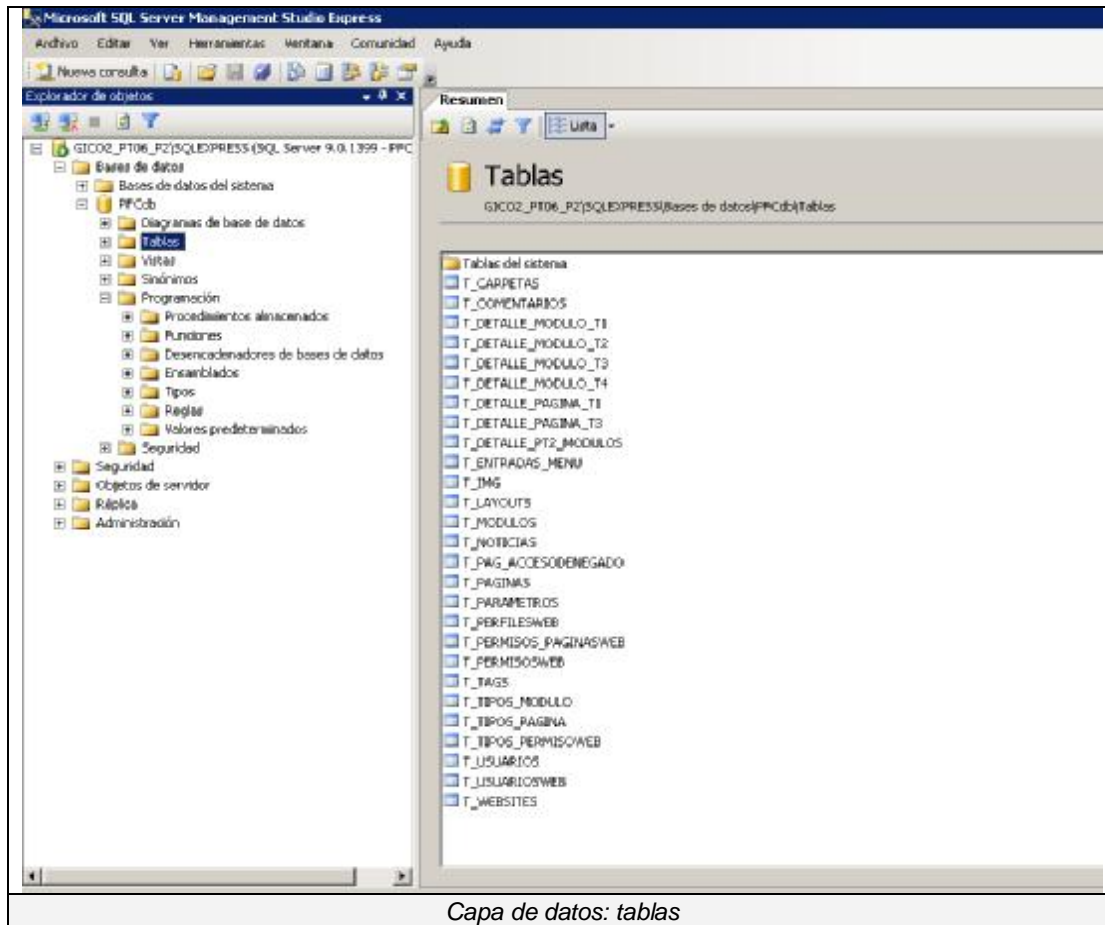 Microsoft SQL Server Management Studio Express
Archivo Editar Ver Herramientas Ventana Comunidad Ayuda
Nueva consulta
Explorador de objetos
Resumen
Lista
GICO2_PT06_P2\SQLEXPRESS (SQL Server 9.0.1399 - PFC
Bases de datos
Bases de datos del sistema
PFCdb
Diagramas de base de datos
Tablas
Vistas
Sinónimos
Programación
Procedimientos almacenados
Funciones
Desencadenadores de bases de datos
Ensamblados
Tipos
Reglas
Valores predeterminados
Seguridad
Seguridad
Objetos de servidor
Réplica
Administración
Tablas
GICO2_PT06_P2\SQLEXPRESS\Bases de datos\PFCdb\Tablas
Tablas del sistema
T_CARPETAS
T_COMENTARIOS
T_DETALLE_MODULO_T1
T_DETALLE_MODULO_T2
T_DETALLE_MODULO_T3
T_DETALLE_MODULO_T4
T_DETALLE_PAGINA_T1
T_DETALLE_PAGINA_T3
T_DETALLE_PT2_MODULOS
T_ENTRADAS_MENU
T_IMG
T_LAYOUTS
T_MODULOS
T_NOTICIAS
T_PAG_ACCESODENEGADO
T_PAGINAS
T_PARAMETROS
T_PERFILESWEB
T_PERMISOS_PAGINASWEB
T_PERMISOSWEB
T_TAGS
T_TIPOS_MODULO
T_TIPOS_PAGINA
T_TIPOS_PERMISOWEB
T_USUARIOS
T_USUARIOSWEB
T_WEBSITES
Capa de datos: tablas